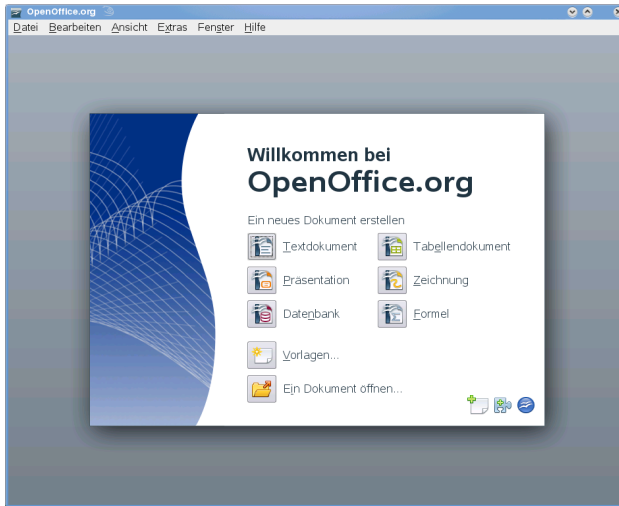 OpenOffice.org
Datei Bearbeiten Ansicht Extras Fenster Hilfe
Willkommen bei
OpenOffice.org
Ein neues Dokument erstellen
Textdokument Tabellendokument
Präsentation Zeichnung
Datenbank Formel
Vorlagen...
Ein Dokument öffnen...